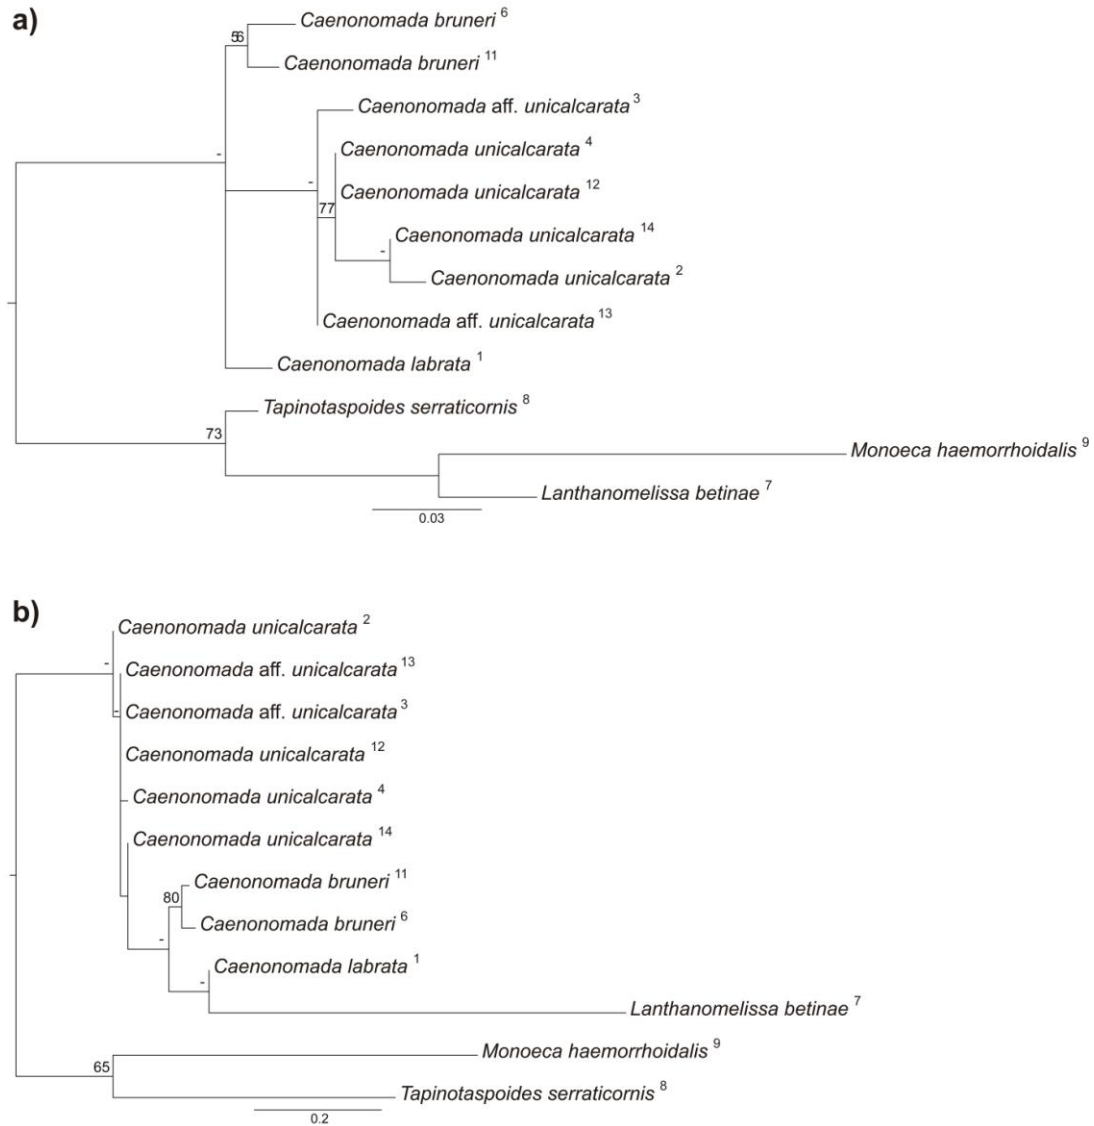 a)
Caenonomada bruneri 6
56
Caenonomada bruneri 11
Caenonomada aff. unicalcarata 3
Caenonomada unicalcarata 4
-
-
Caenonomada unicalcarata 12
77
Caenonomada unicalcarata 14
-
Caenonomada unicalcarata 2
Caenonomada aff. unicalcarata 13
Caenonomada labrata 1
Tapinotaspoides serraticornis 8
73
Monoeca haemorrhoidalis 9
Lanthanomelissa betinae 7
0.03
b)
Caenonomada unicalcarata 2
-
Caenonomada aff. unicalcarata 13
-
Caenonomada aff. unicalcarata 3
Caenonomada unicalcarata 12
Caenonomada unicalcarata 4
Caenonomada unicalcarata 14
Caenonomada bruneri 11
80
Caenonomada bruneri 6
-
Caenonomada labrata 1
-
Lanthanomelissa betinae 7
Monoeca haemorrhoidalis 9
65
Tapinotaspoides serraticornis 8
0.2